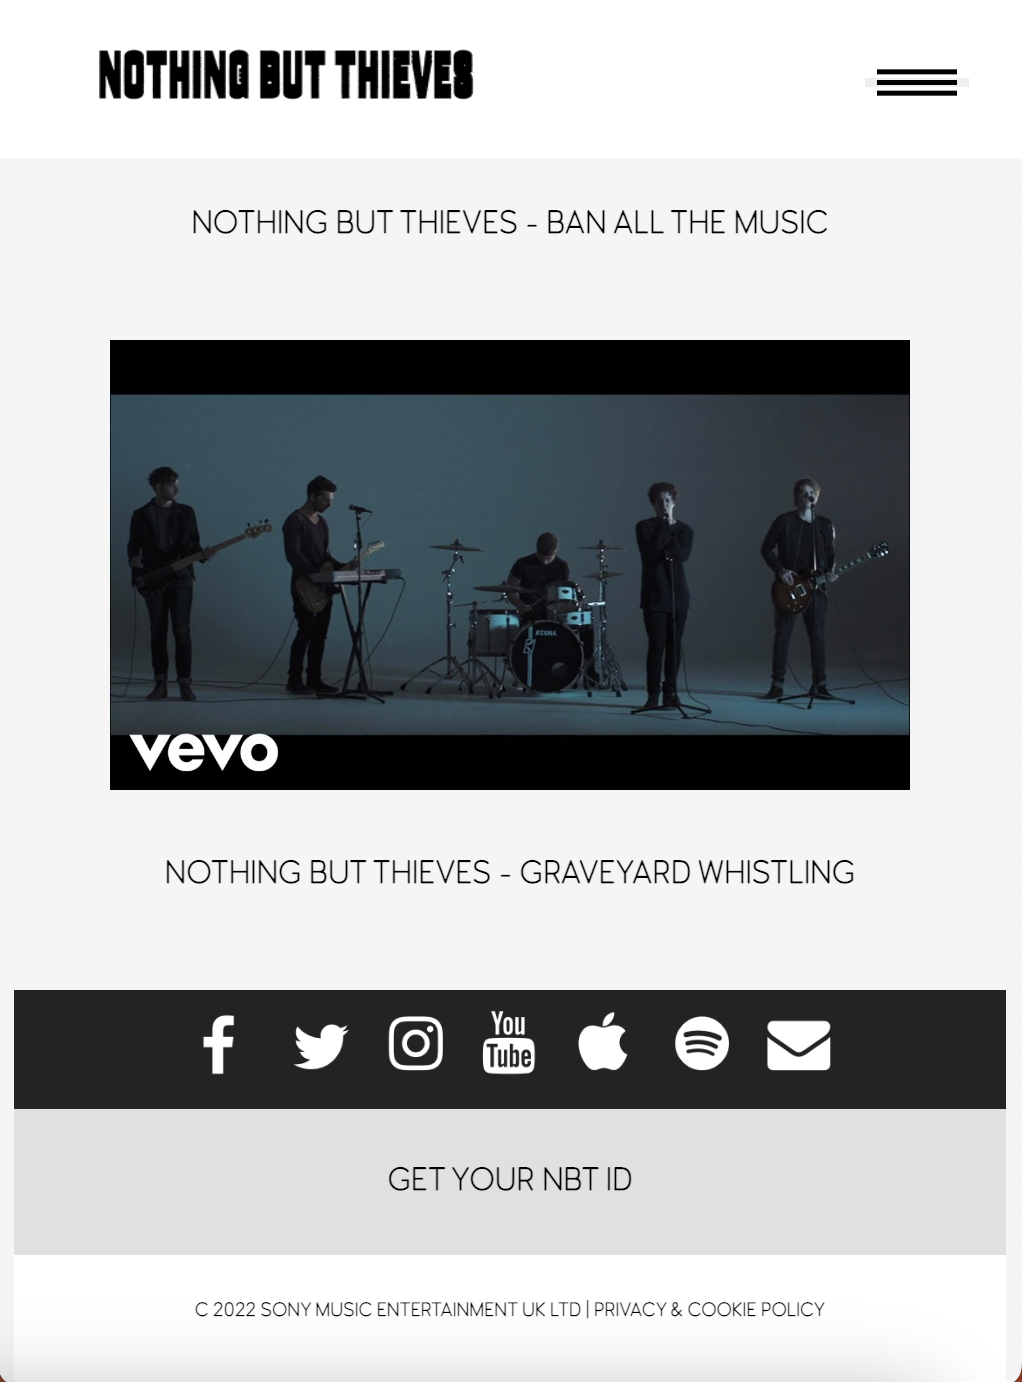 NOTHING BUT THIEVES
NOTHING BUT THIEVES - BAN ALL THE MUSIC
TAMA
vevo
NOTHING BUT THIEVES - GRAVEYARD WHISTLING
You
Tube
GET YOUR NBT ID
C 2022 SONY MUSIC ENTERTAINMENT UK LTD | PRIVACY & COOKIE POLICY